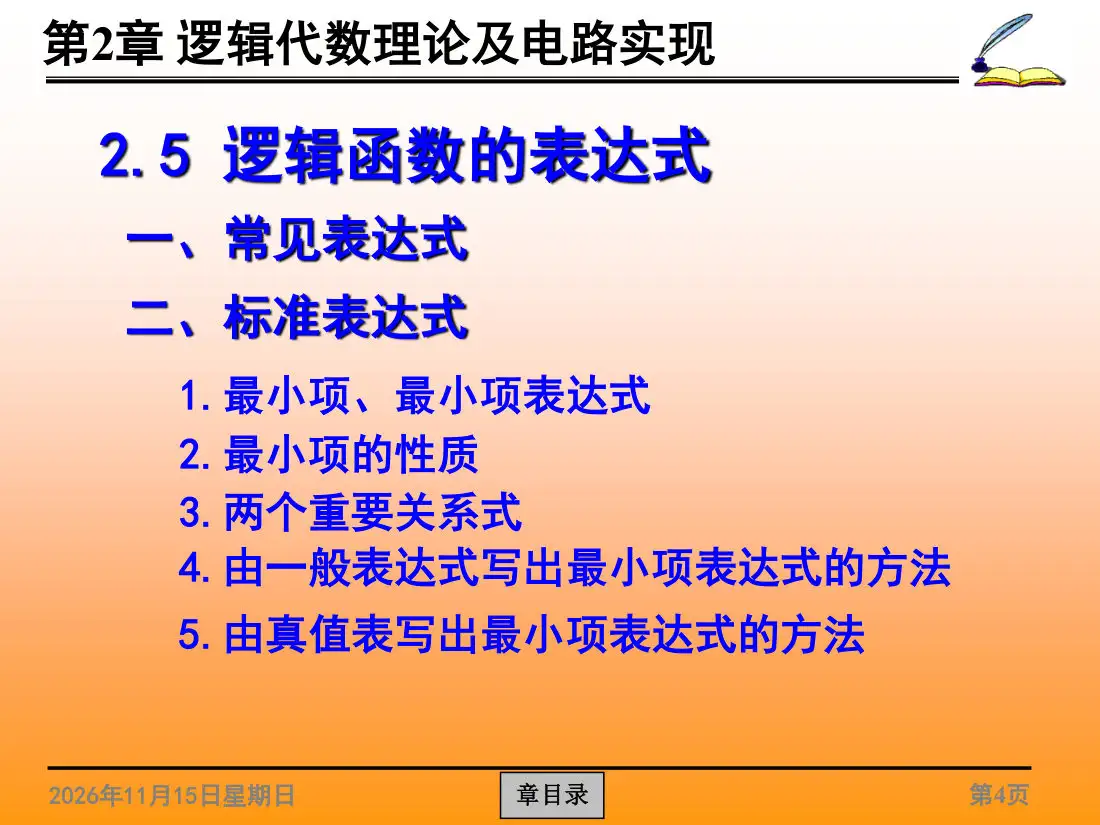 第2章 逻辑代数理论及电路实现
2.5 逻辑函数的表达式
一、常见表达式
二、标准表达式
1.最小项、最小项表达式
2.最小项的性质
3.两个重要关系式
4.由一般表达式写出最小项表达式的方法
5.由真值表写出最小项表达式的方法
2026年11月15日星期日
章目录
第4页